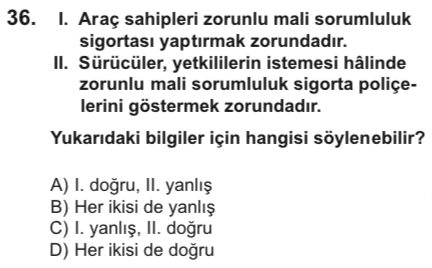 36. I. Araç sahipleri zorunlu mali sorumluluk
sigortası yaptırmak zorundadır.
II. Sürücüler, yetkililerin istemesi hâlinde
zorunlu mali sorumluluk sigorta poliçe-
lerini göstermek zorundadır.
Yukarıdaki bilgiler için hangisi söylenebilir?
A) I. doğru, II. yanlış
B) Her ikisi de yanlış
C) I. yanlış, II. doğru
D) Her ikisi de doğru